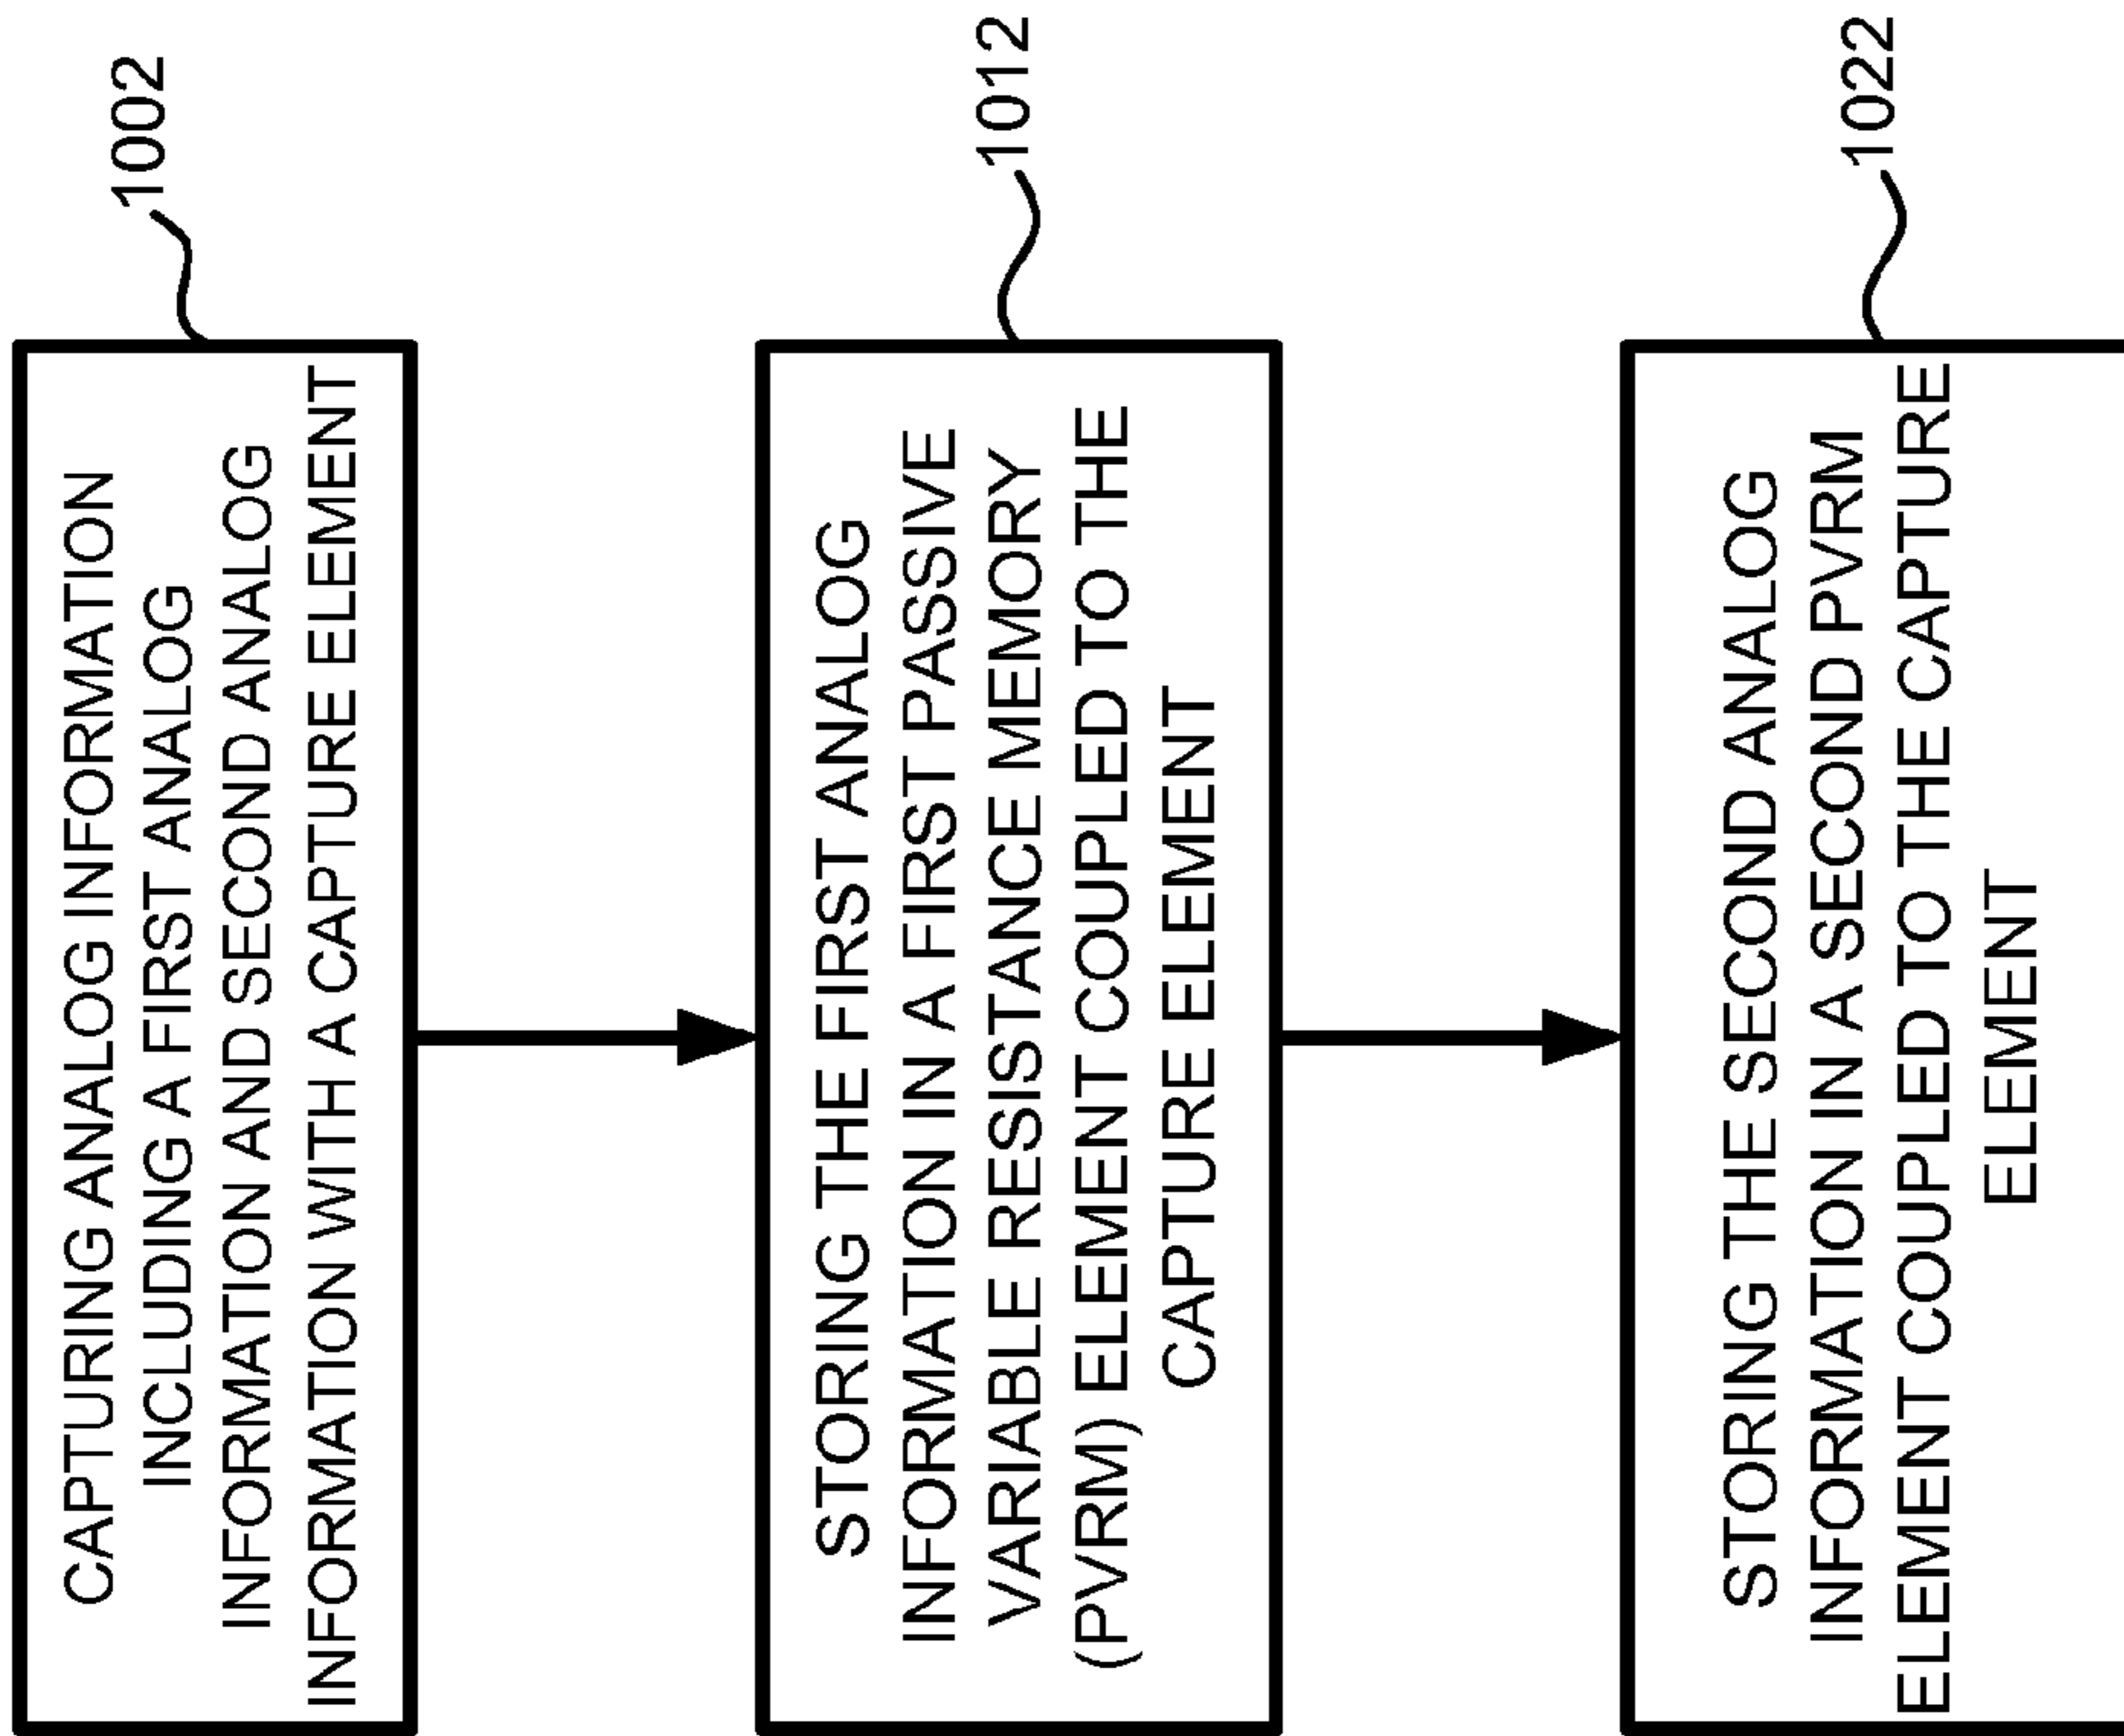 CAPTURING ANALOG INFORMATION
INCLUDING A FIRST ANALOG
INFORMATION AND SECOND ANALOG
INFORMATION WITH A CAPTURE ELEMENT
1002
STORING THE FIRST ANALOG
INFORMATION IN A FIRST PASSIVE
VARIABLE RESISTANCE MEMORY
(PVRM) ELEMENT COUPLED TO THE
CAPTURE ELEMENT
1012
STORING THE SECOND ANALOG
INFORMATION IN A SECOND PVRM
ELEMENT COUPLED TO THE CAPTURE
ELEMENT
1022